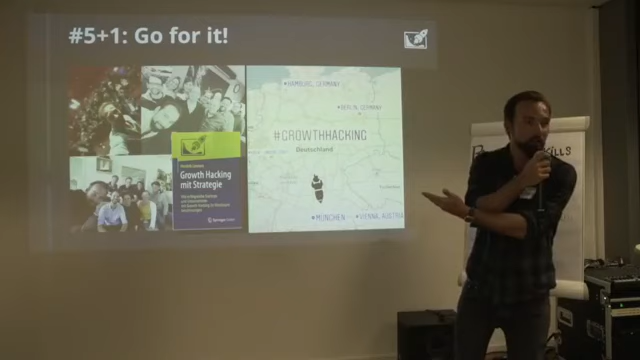 #5+1: Go for it!
HAMBURG, GERMANY
BERLIN, GERMANY
#GROWTHHACKING
Deutschland
Growth Hacking
mit Strategie
MÜNCHEN
VIENNA, AUSTRIA